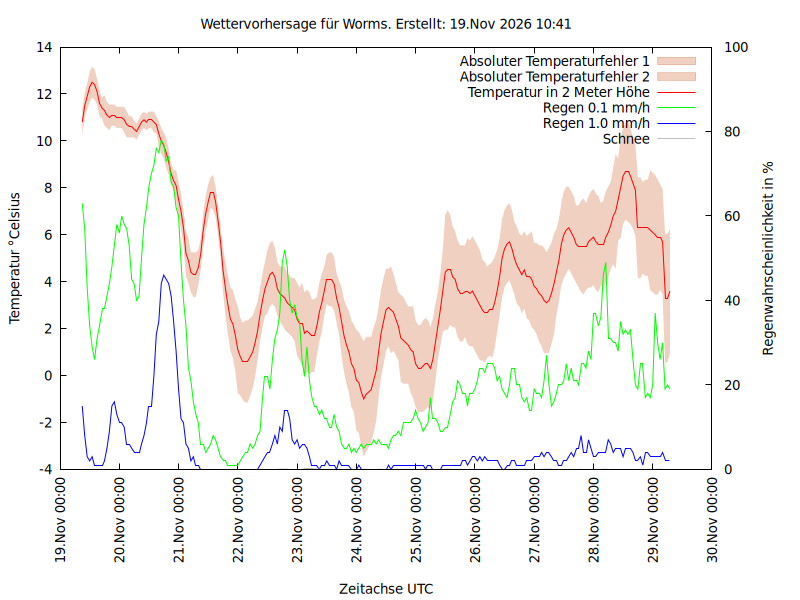 Wettervorhersage für Worms. Erstellt: 19.Nov 2026 10:41
Absoluter Temperaturfehler 1
Absoluter Temperaturfehler 2
Temperatur in 2 Meter Höhe
Regen 0.1 mm/h
Regen 1.0 mm/h
Schnee
Temperatur °Celsius
14
12
10
8
6
4
2
0
-2
-4
100
80
60
40
20
0
Regenwahrscheinlichkeit in %
19.Nov 00:00
20.Nov 00:00
21.Nov 00:00
22.Nov 00:00
23.Nov 00:00
24.Nov 00:00
25.Nov 00:00
26.Nov 00:00
27.Nov 00:00
28.Nov 00:00
29.Nov 00:00
30.Nov 00:00
Zeitachse UTC